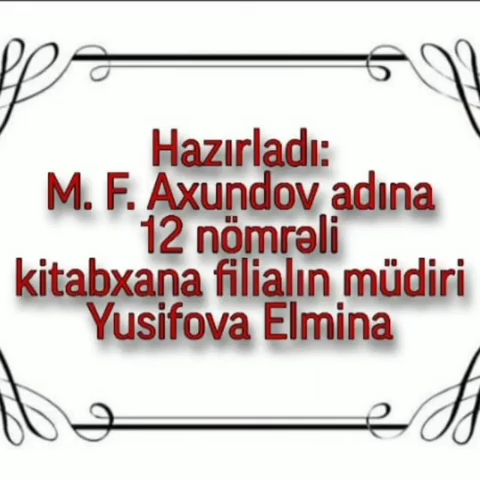 Hazırladı:
M. F. Axundov adına
12 nömrəli
kitabxana filialın müdiri
Yusifova Elmina